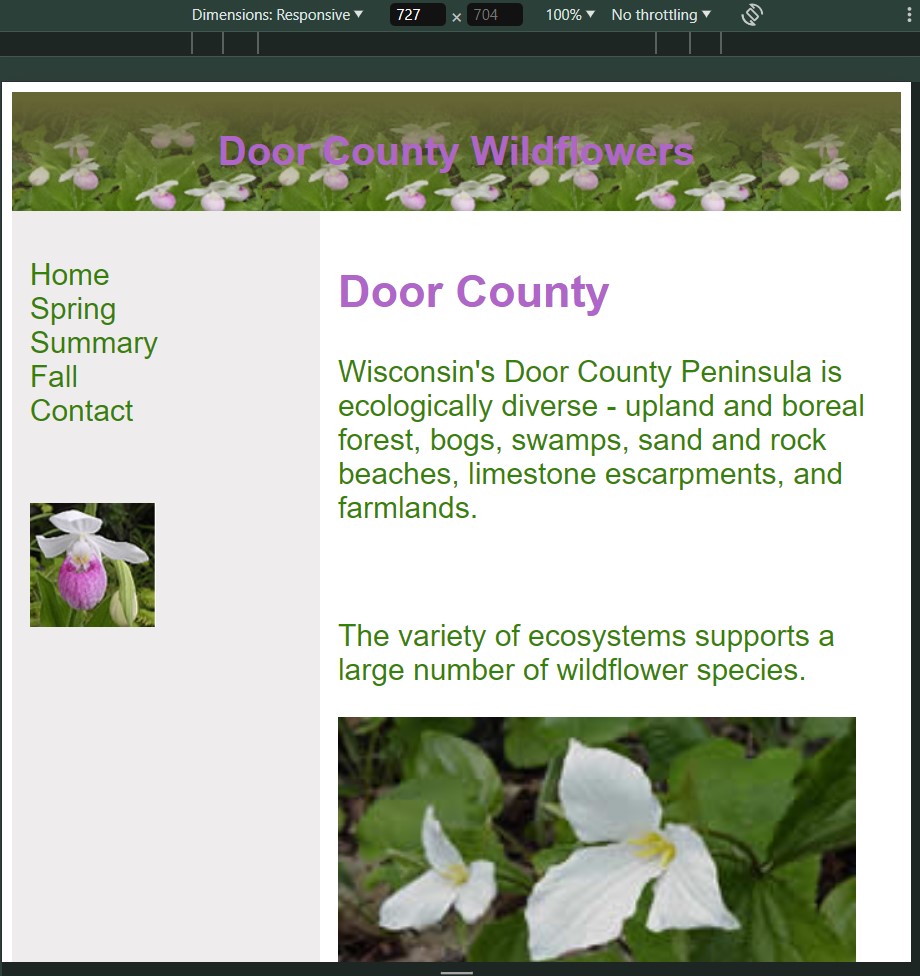 Dimensions: Responsive 727 × 704 100% No throttling
Door County Wildflowers
Home
Spring
Summary
Fall
Contact
Door County
Wisconsin's Door County Peninsula is
ecologically diverse - upland and boreal
forest, bogs, swamps, sand and rock
beaches, limestone escarpments, and
farmlands.
The variety of ecosystems supports a
large number of wildflower species.